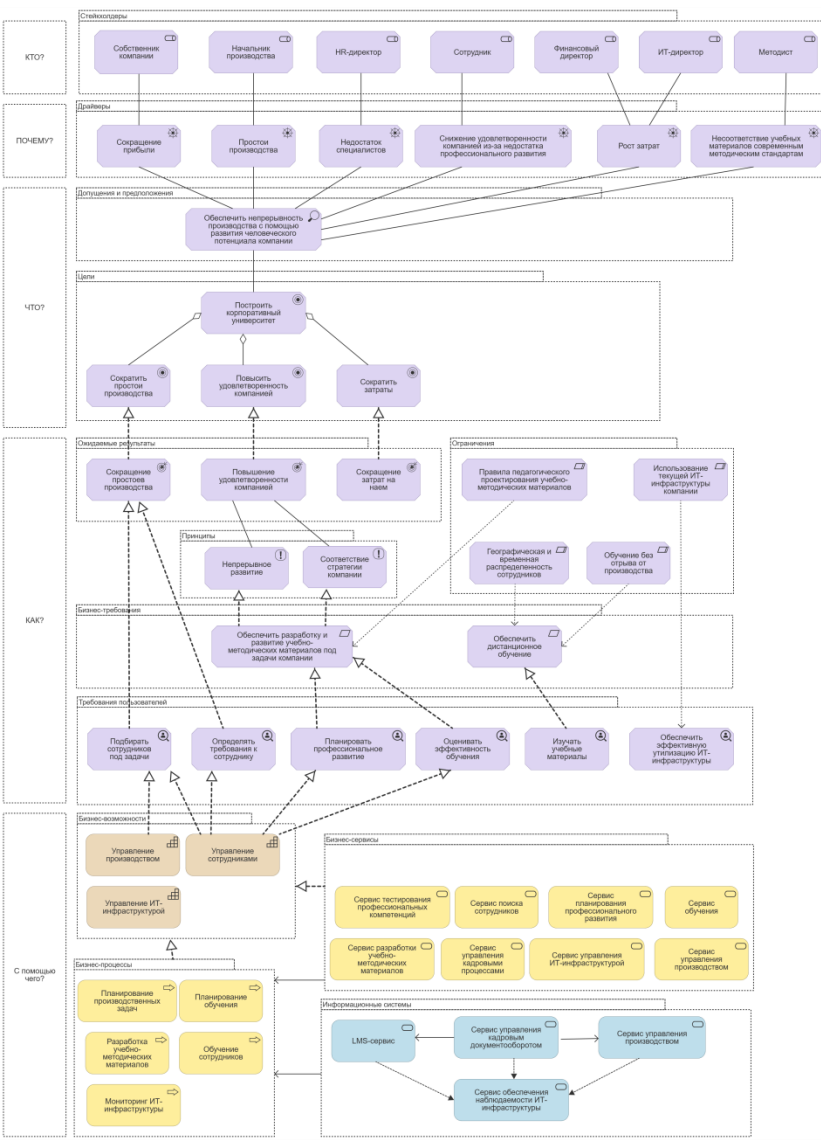 Стейкхолдеры
КТО?
Собственник
компании
Начальник
производства
HR-директор
Сотрудник
Финансовый
директор
ИТ-директор
Методист
Драйверы
ПОЧЕМУ?
Сокращение
прибыли
Простои
производства
Недостаток
специалистов
Снижение удовлетворенности
компанией из-за недостатка
профессионального развития
Рост затрат
Несоответствие учебных
материалов современным
методическим стандартам
Допущения и предположения
Обеспечить непрерывность
производства с помощью
развития человеческого
потенциала компании
ЧТО?
Цели
Построить
корпоративный
университет
Сократить
простои
производства
Повысить
удовлетворенность
компанией
Сократить
затраты
КАК?
Ожидаемые результаты
Сокращение
простоев
производства
Повышение
удовлетворенности
компанией
Сокращение
затрат на
наем
Ограничения
Правила педагогического
проектирования учебно-
методических материалов
Использование
текущей ИТ-
инфраструктуры
компании
Географическая и
временная
распределенность
сотрудников
Обучение без
отрыва от
производства
Принципы
Непрерывное
развитие
Соответствие
стратегии
компании
Бизнес-требования
Обеспечить разработку и
развитие учебно-
методических материалов под
задачи компании
Обеспечить
дистанционное
обучение
Требования пользователей
Подбирать
сотрудников
под задачи
Определять
требования к
сотруднику
Планировать
профессиональное
развитие
Оценивать
эффективность
обучения
Изучать
учебные
материалы
Обеспечить
эффективную
утилизацию ИТ-
инфраструктуры
С помощью
чего?
Бизнес-возможности
Управление
производством
Управление
сотрудниками
Управление ИТ-
инфраструктурой
Бизнес-сервисы
Сервис тестирования
профессиональных
компетенций
Сервис поиска
сотрудников
Сервис
планирования
профессионального
развития
Сервис
обучения
Сервис разработки
учебно-
методических
материалов
Сервис
управления
кадровыми
процессами
Сервис управления
ИТ-инфраструктурой
Сервис
управления
производством
Бизнес-процессы
Планирование
производственных
задач
Планирование
обучения
Разработка
учебно-
методических
материалов
Обучение
сотрудников
Мониторинг ИТ-
инфраструктуры
Информационные системы
LMS-сервис
Сервис управления
кадровым
документооборотом
Сервис управления
производством
Сервис обеспечения
наблюдаемости ИТ-
инфраструктуры